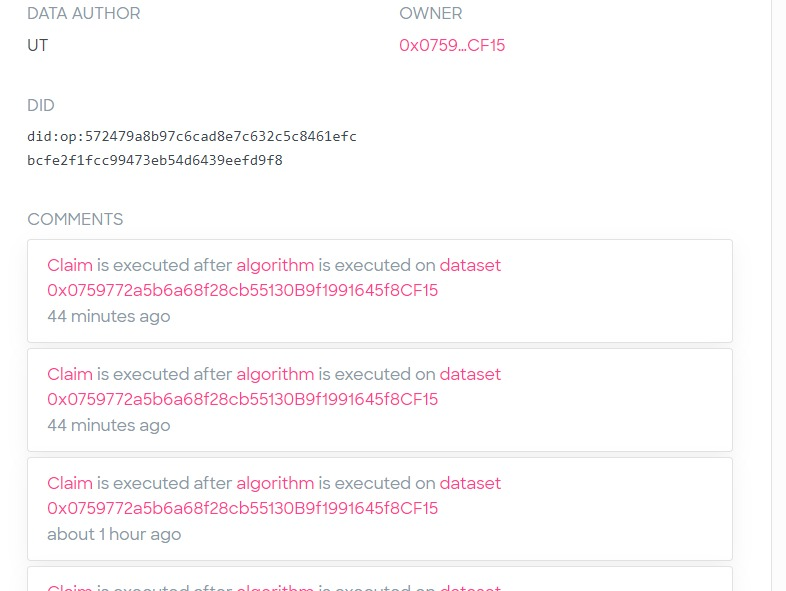 DATA AUTHOR
OWNER
UT
0x0759...CF15
DID
did:op:572479a8b97c6cad8e7c632c5c8461efc
bcfe2f1fcc99473eb54d6439eefd9f8
COMMENTS
Claim is executed after algorithm is executed on dataset
0x0759772a5b6a68f28cb55130B9f1991645f8CF15
44 minutes ago
Claim is executed after algorithm is executed on dataset
0x0759772a5b6a68f28cb55130B9f1991645f8CF15
44 minutes ago
Claim is executed after algorithm is executed on dataset
0x0759772a5b6a68f28cb55130B9f1991645f8CF15
about 1 hour ago
Claim is executed after algorithm is executed on dataset